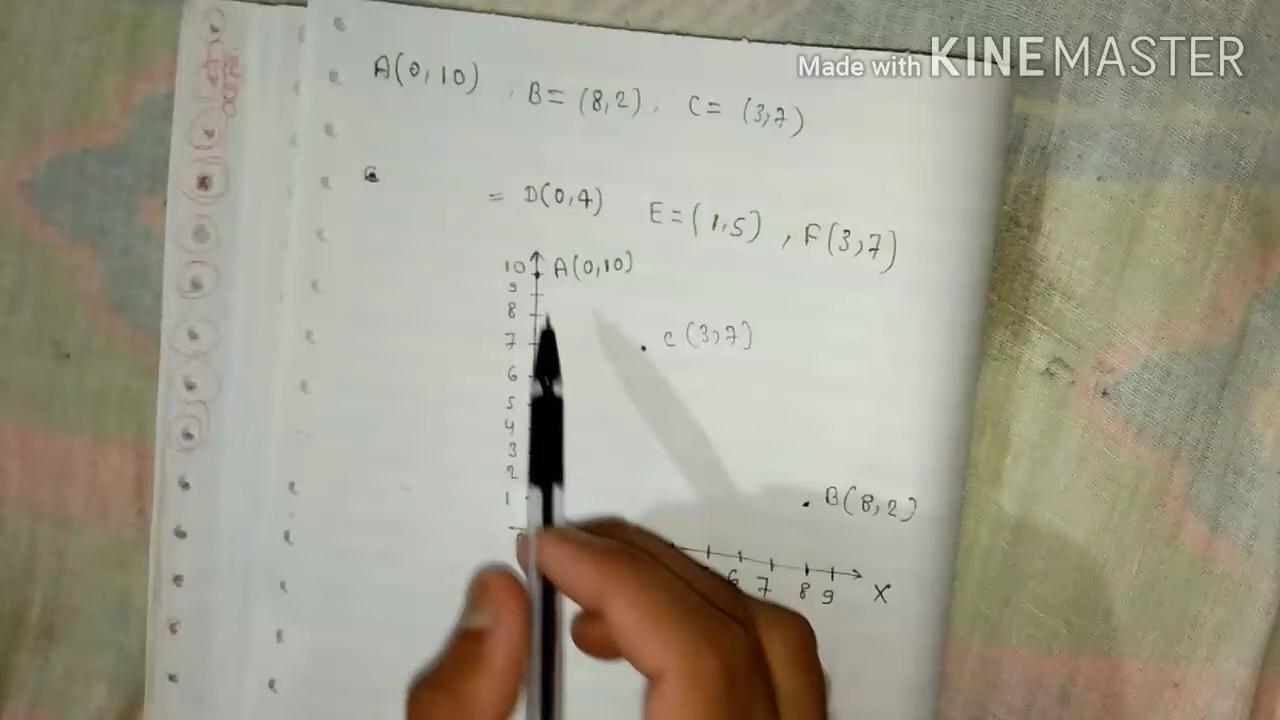 Made with KINEMASTER
A(0,10) , B= (8,2), C= (3,7)
= D(0,4) E=(1,5) , F(3,7)
10 A(0,10)
9
8
7 C(3,7)
6
5
4
3
2
1 B(8,2)
6 7 8 9 X